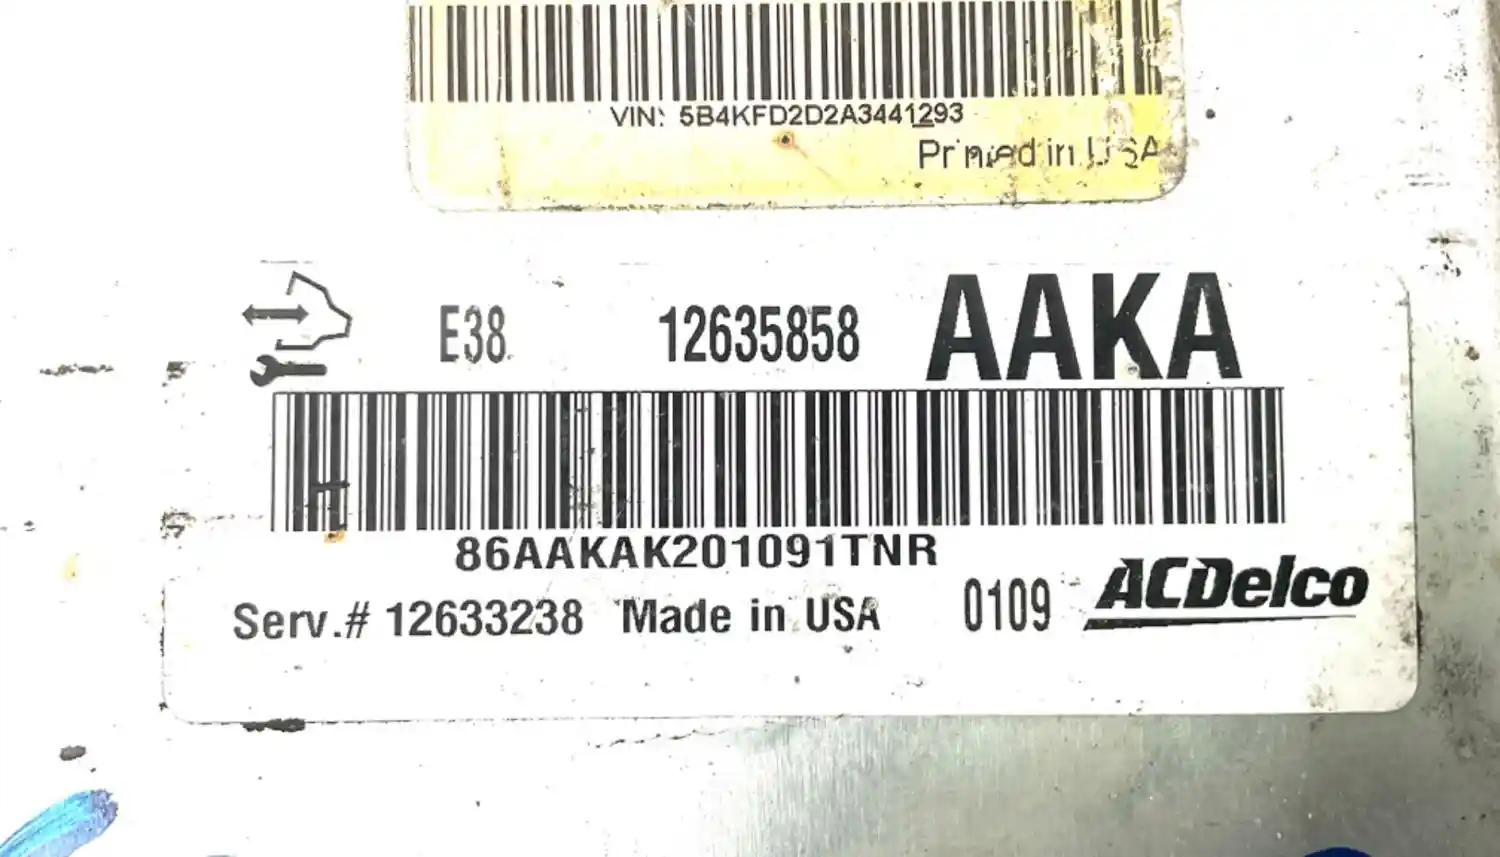 VIN: 5B4KFD2D2A3441293
Printed in USA
E38 12635858 AAKA
86AAKAK201091TNR
Serv.# 12633238 Made in USA 0109 ACDelco